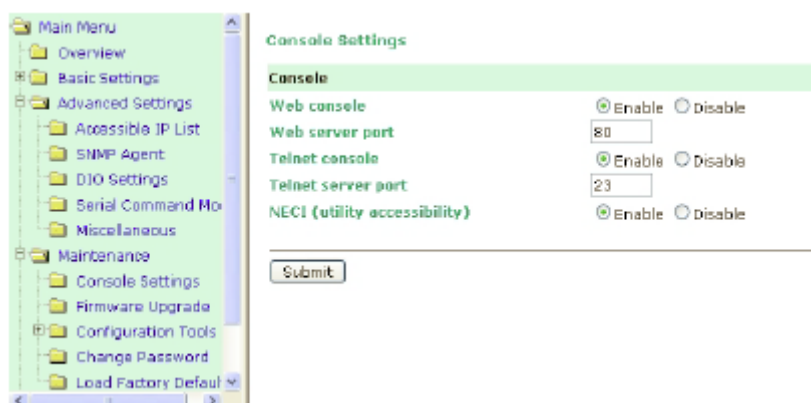 Main Menu
Overview
Basic Settings
Advanced Settings
Accessible IP List
SNMP Agent
DIO Settings
Serial Command Mo
Miscellaneous
Maintenance
Console Settings
Firmware Upgrade
Configuration Tools
Change Password
Load Factory Defaul
Console Settings
Console
Web console Enable Disable
Web server port 80
Telnet console Enable Disable
Telnet server port 23
NECI (utility accessibility) Enable Disable
Submit